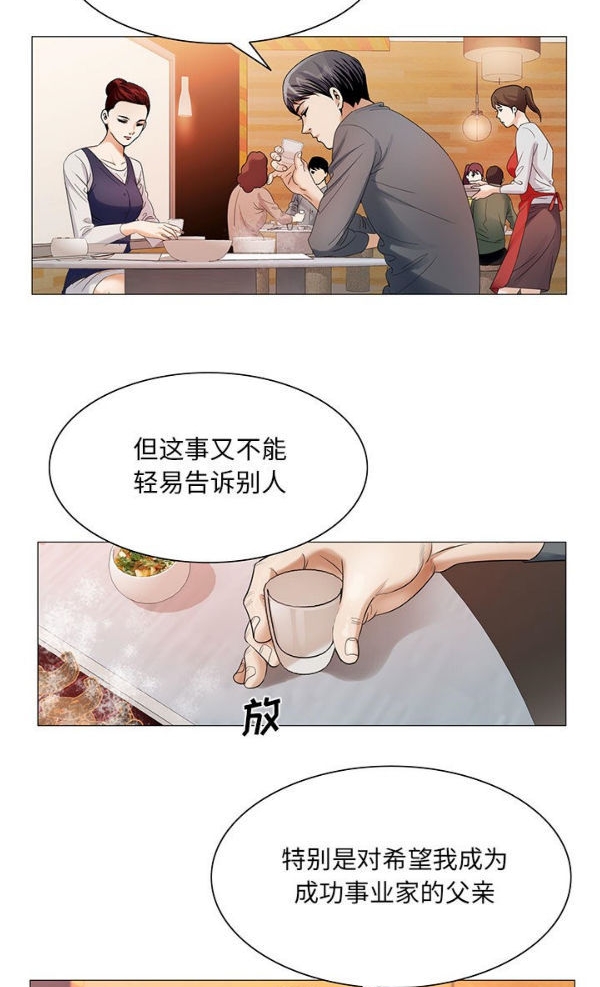 但这事又不能
轻易告诉别人
放
特别是对希望我成为
成功事业家的父亲